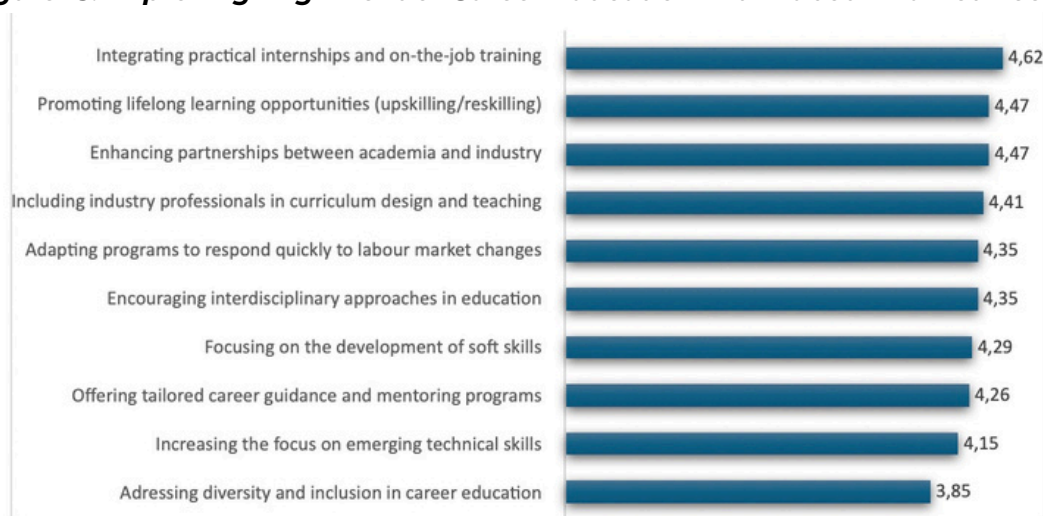 Integrating practical internships and on-the-job training 4,62
Promoting lifelong learning opportunities (upskilling/reskilling) 4,47
Enhancing partnerships between academia and industry 4,47
Including industry professionals in curriculum design and teaching 4,41
Adapting programs to respond quickly to labour market changes 4,35
Encouraging interdisciplinary approaches in education 4,35
Focusing on the development of soft skills 4,29
Offering tailored career guidance and mentoring programs 4,26
Increasing the focus on emerging technical skills 4,15
Adressing diversity and inclusion in career education 3,85